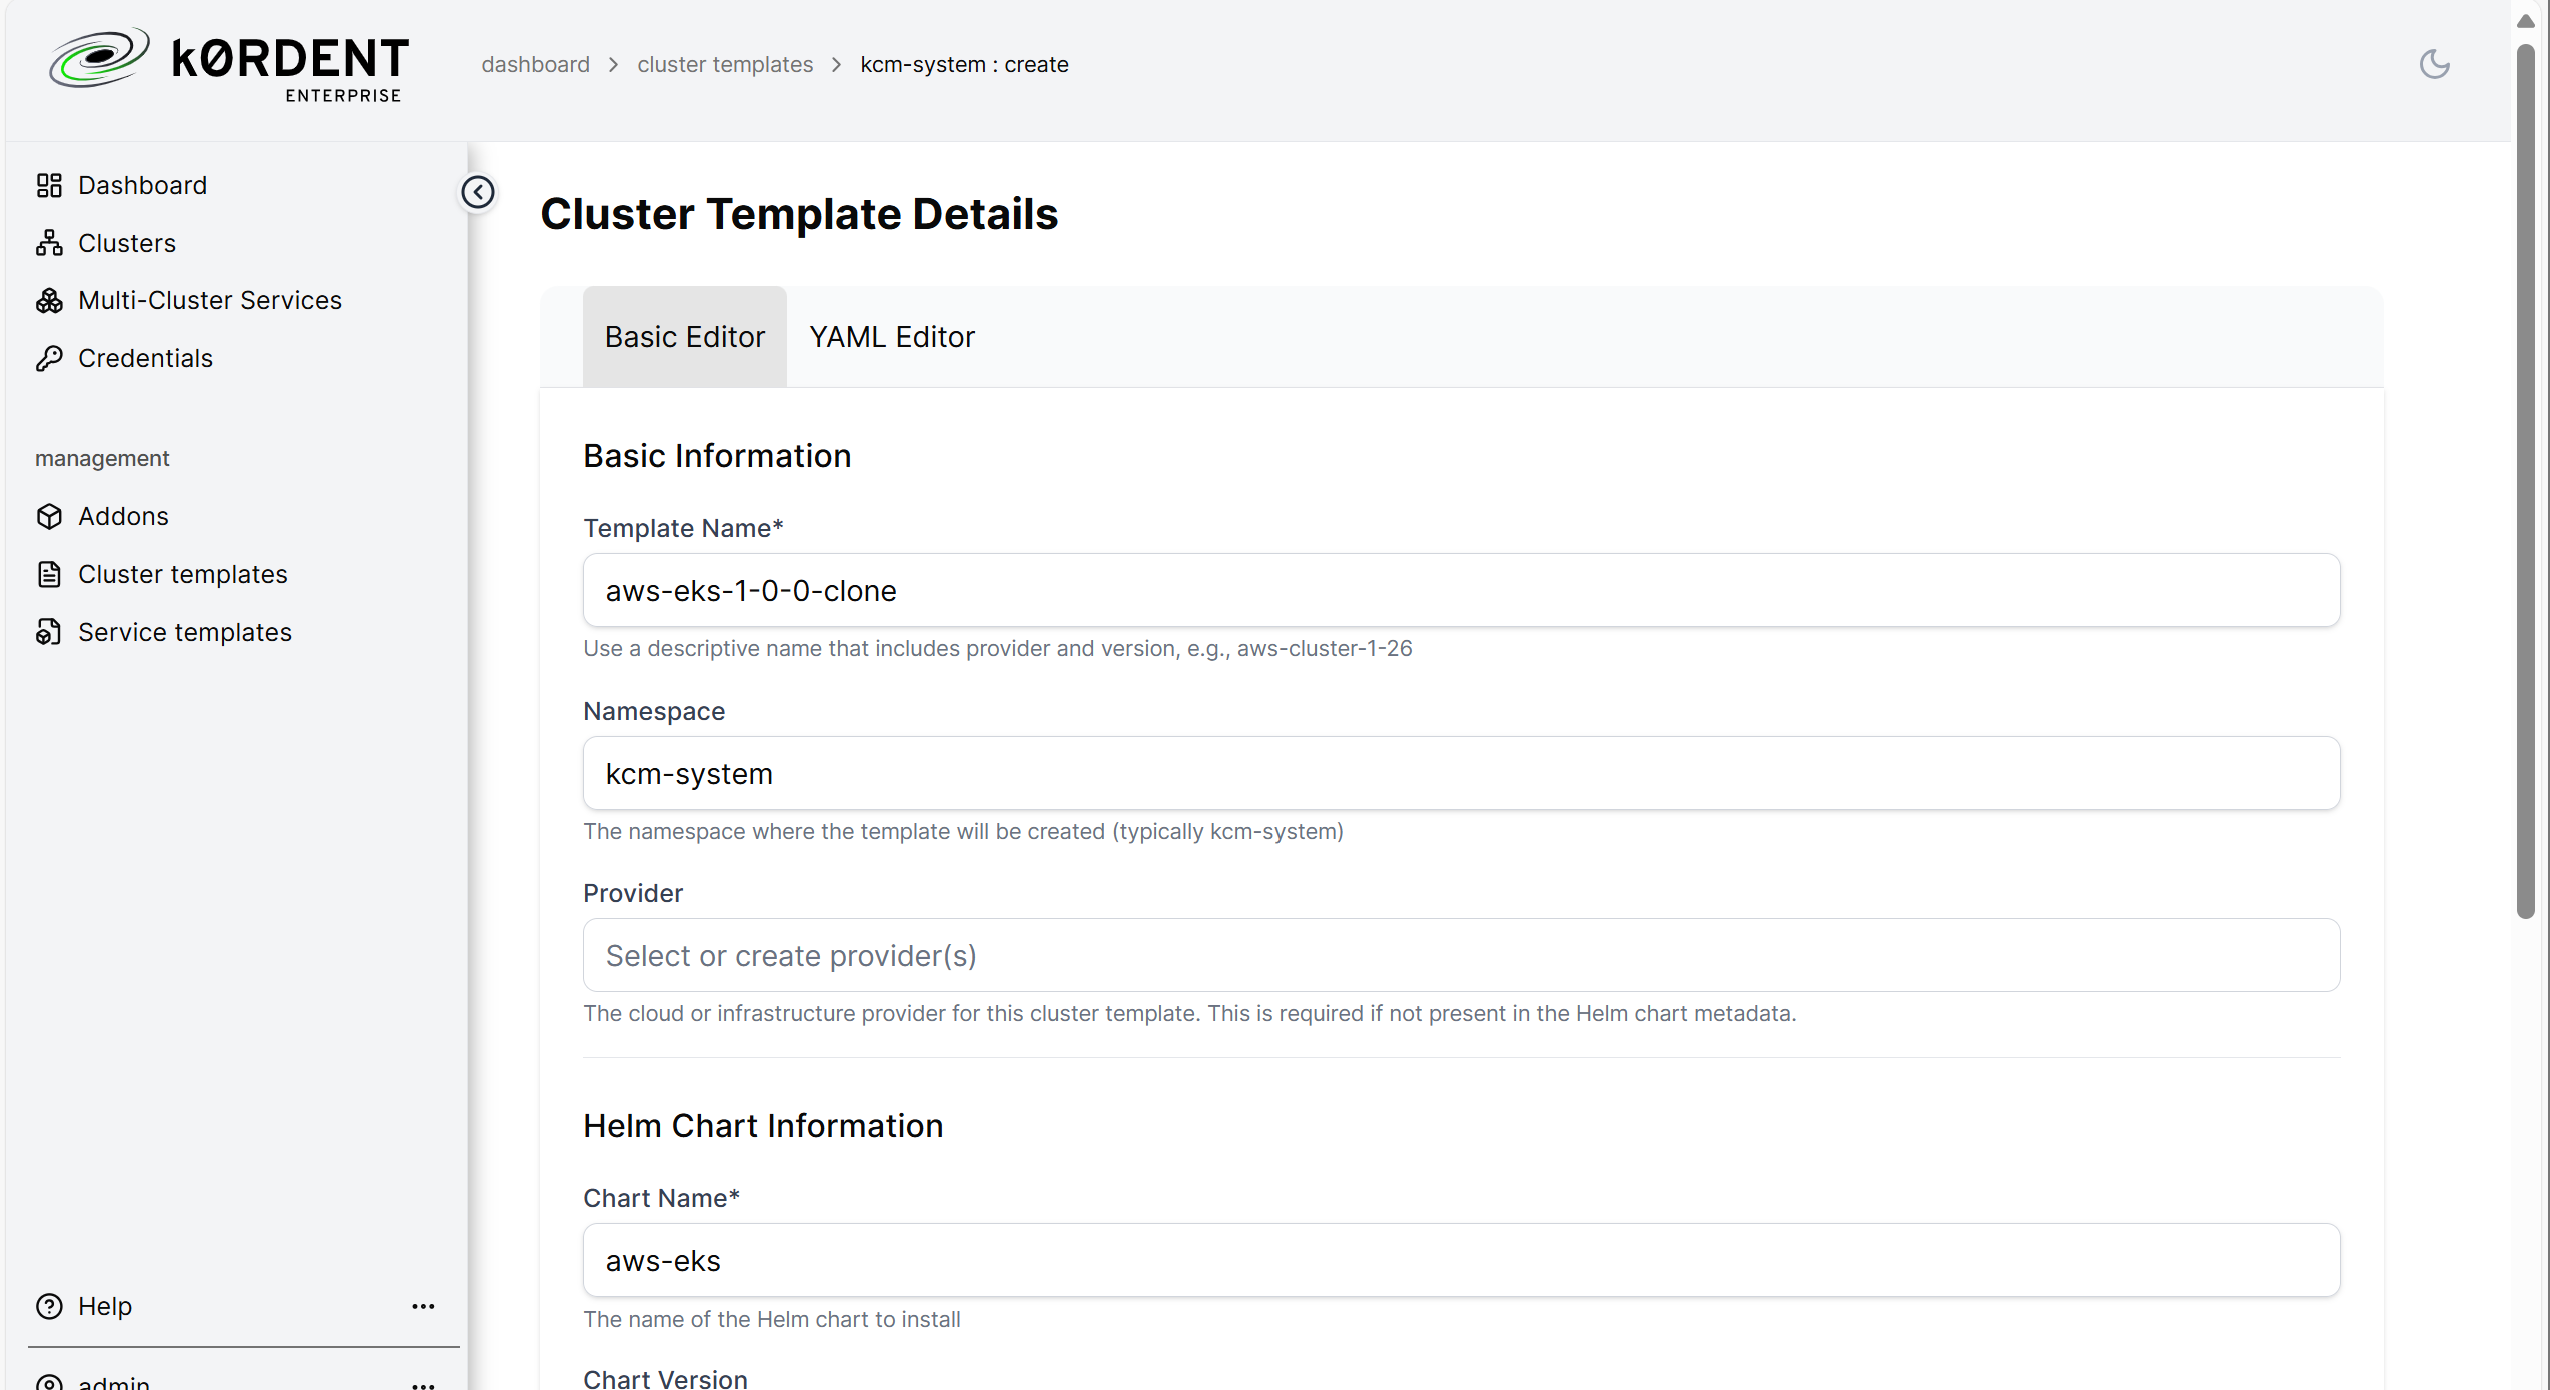 kØRDENT
ENTERPRISE
dashboard > cluster templates > kcm-system : create
Dashboard
Clusters
Multi-Cluster Services
Credentials
management
Addons
Cluster templates
Service templates
Help
admin
Cluster Template Details
Basic Editor YAML Editor
Basic Information
Template Name*
aws-eks-1-0-0-clone
Use a descriptive name that includes provider and version, e.g., aws-cluster-1-26
Namespace
kcm-system
The namespace where the template will be created (typically kcm-system)
Provider
Select or create provider(s)
The cloud or infrastructure provider for this cluster template. This is required if not present in the Helm chart metadata.
Helm Chart Information
Chart Name*
aws-eks
The name of the Helm chart to install
Chart Version